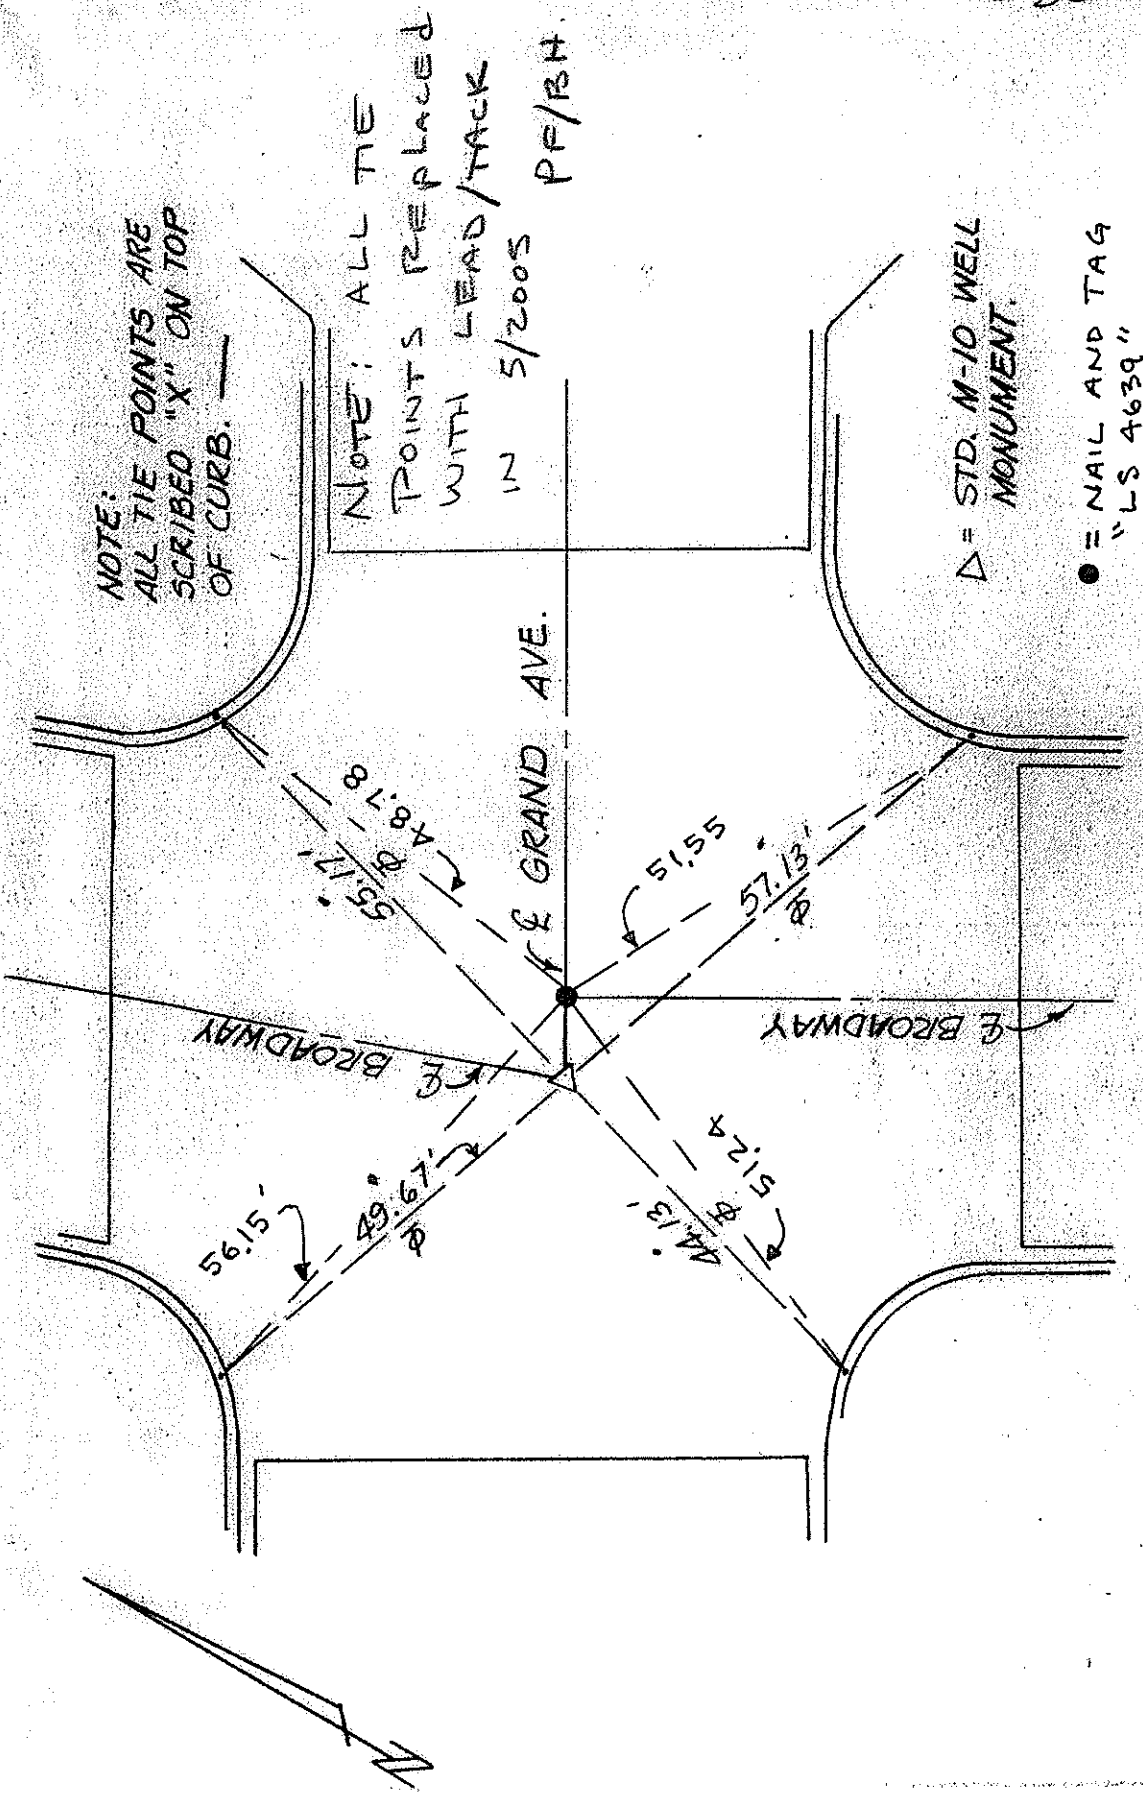 NOTE:
ALL TIE POINTS ARE
SCRIBED "X" ON TOP
OF CURB.
NOTE: ALL TIE
POINTS REPLACED
WITH LEAD/TACK
IN 5/2005
PF/BH
48.78
55.17'
℄ GRAND AVE.
51.55
57.13'
℄ BROADWAY
℄ BROADWAY
56.15'
49.67'
51.24
44.13'
△ = STD. M-10 WELL
MONUMENT.
● = NAIL AND TAG
"LS 4639"
N